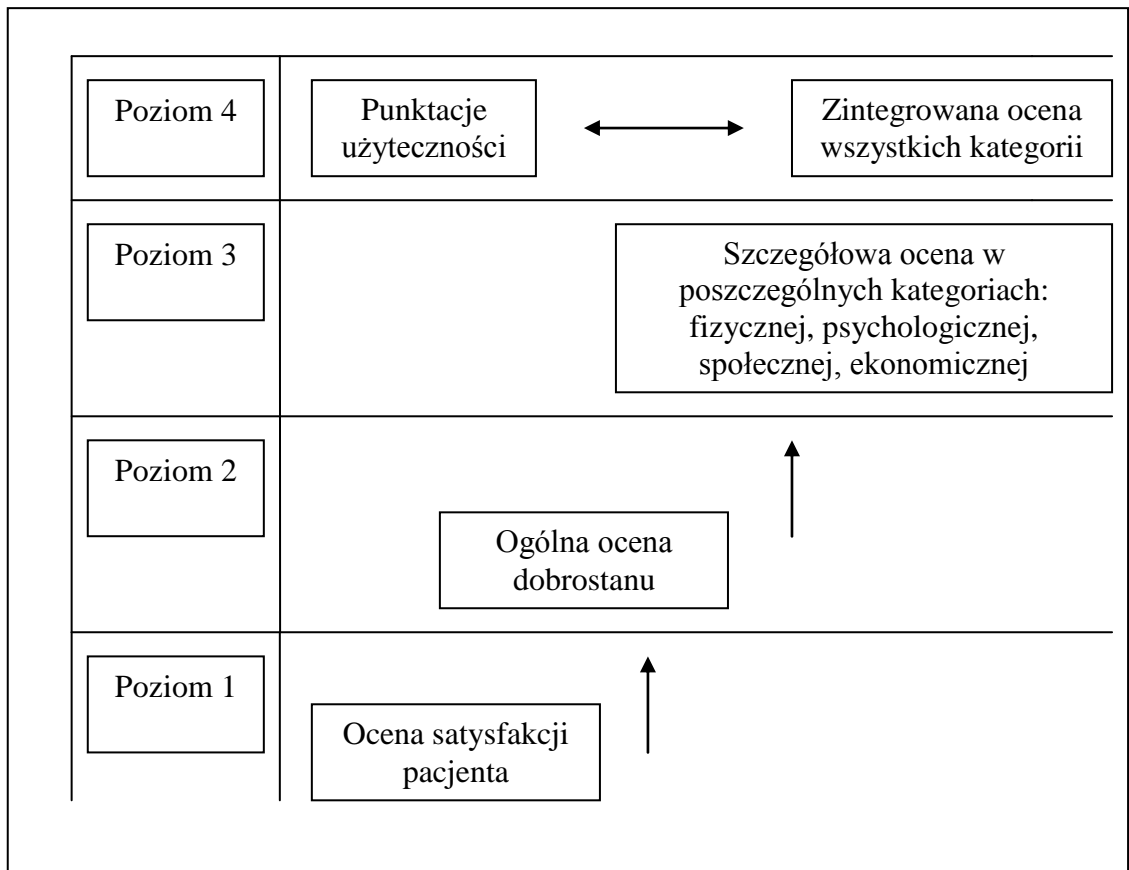 Poziom 4
Punktacje
użyteczności
Zintegrowana ocena
wszystkich kategorii
Poziom 3
Szczegółowa ocena w
poszczególnych kategoriach:
fizycznej, psychologicznej,
społecznej, ekonomicznej
Poziom 2
Ogólna ocena
dobrostanu
Poziom 1
Ocena satysfakcji
pacjenta